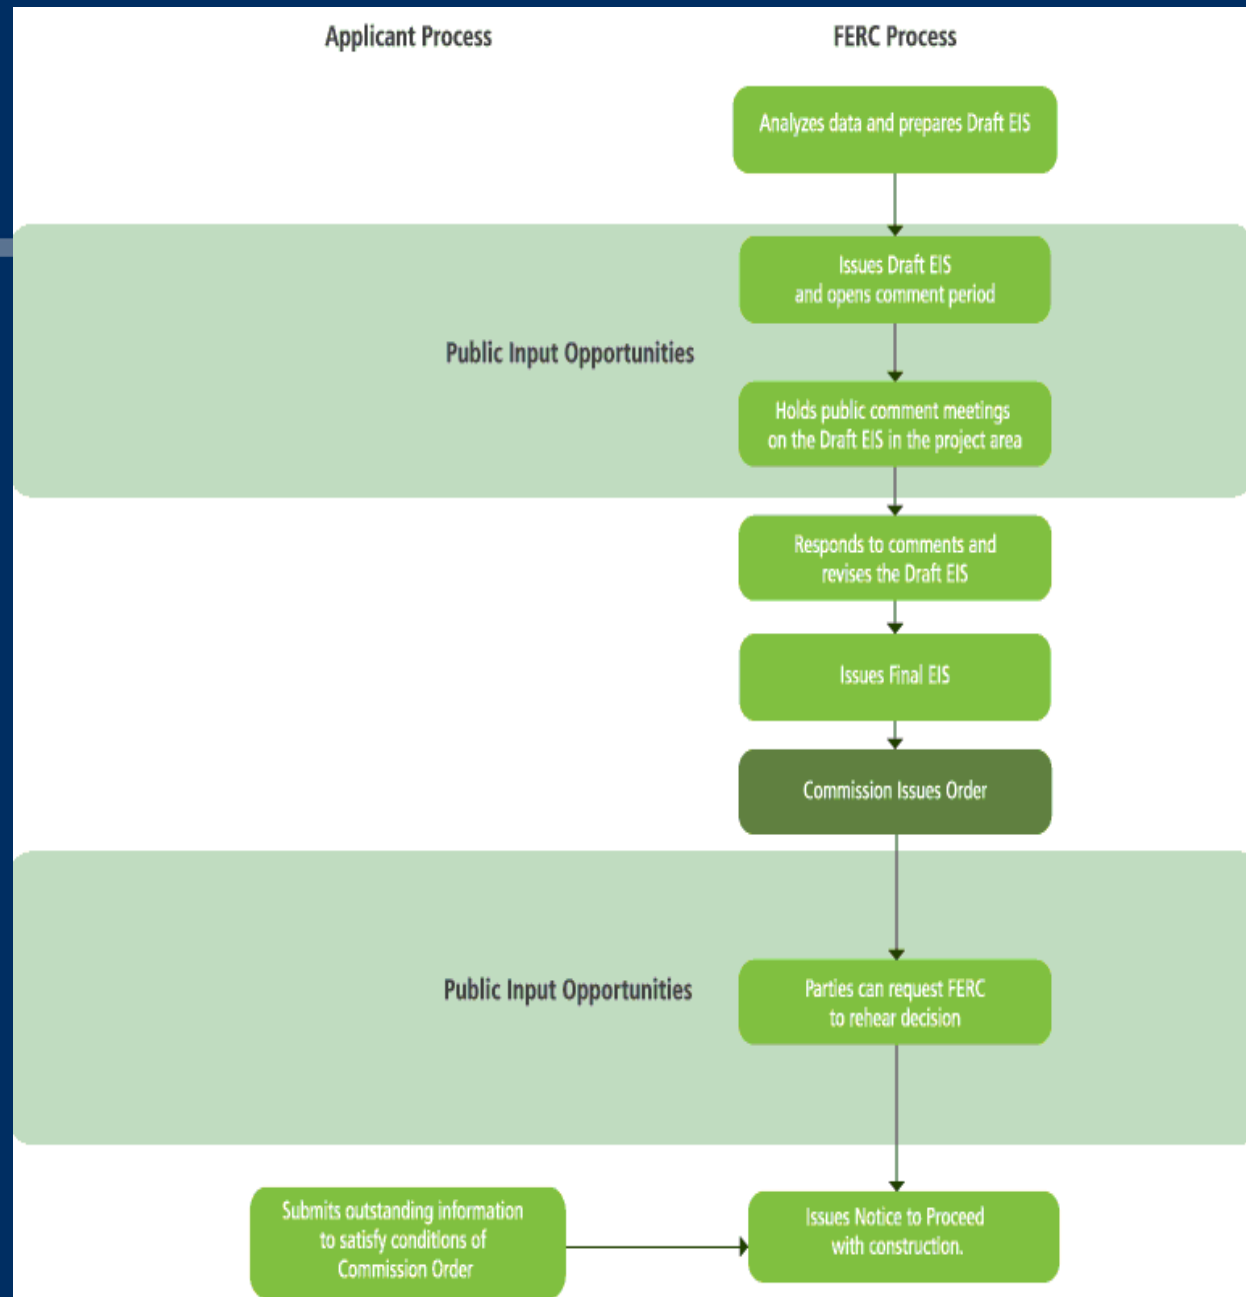 Applicant Process
FERC Process
Analyzes data and prepares Draft EIS
Issues Draft EIS
and opens comment period
Public Input Opportunities
Holds public comment meetings
on the Draft EIS in the project area
Responds to comments and
revises the Draft EIS
Issues Final EIS
Commission Issues Order
Public Input Opportunities
Parties can request FERC
to rehear decision
Submits outstanding information
to satisfy conditions of
Commission Order
Issues Notice to Proceed
with construction.